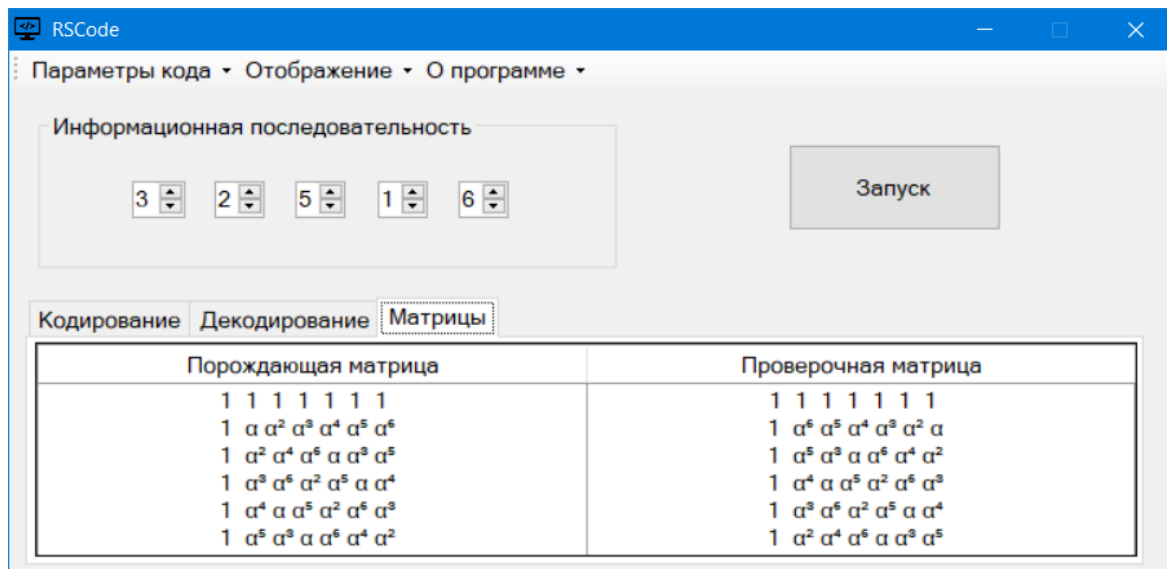 RSCode
Параметры кода Отображение О программе
Информационная последовательность
3 2 5 1 6
Запуск
Кодирование Декодирование Матрицы
Порождающая матрица Проверочная матрица
1 1 1 1 1 1 1 1 1 1 1 1 1 1
1 α α² α³ α⁴ α⁵ α⁶ 1 α⁶ α⁵ α⁴ α³ α² α
1 α² α⁴ α⁶ α α³ α⁵ 1 α⁵ α³ α α⁶ α⁴ α²
1 α³ α⁶ α² α⁵ α α⁴ 1 α⁴ α α⁵ α² α⁶ α³
1 α⁴ α α⁵ α² α⁶ α³ 1 α³ α⁶ α² α⁵ α α⁴
1 α⁵ α³ α α⁶ α⁴ α² 1 α² α⁴ α⁶ α α³ α⁵